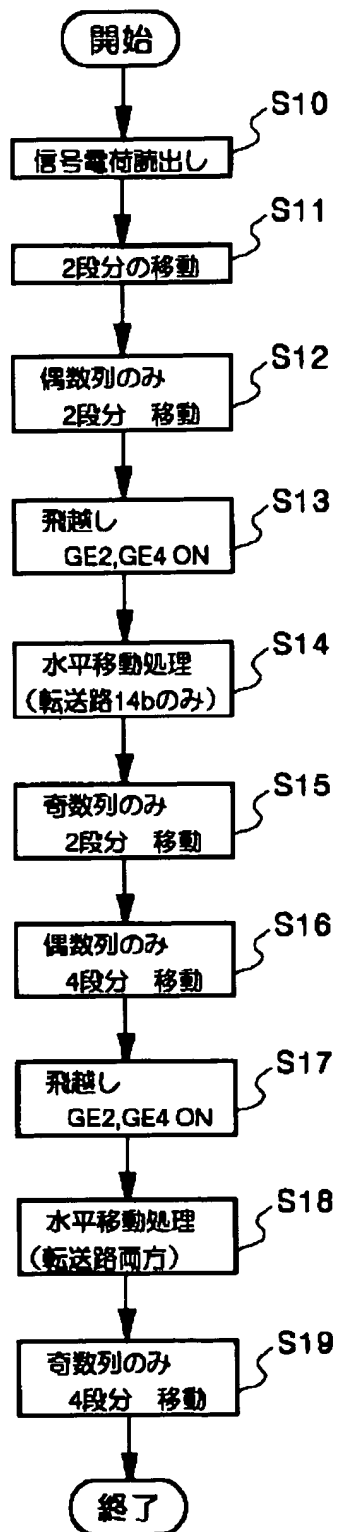 開始
S10
信号電荷読出し
S11
2段分の移動
S12
偶数列のみ
2段分 移動
S13
飛越し
GE2,GE4 ON
S14
水平移動処理
(転送路14bのみ)
S15
奇数列のみ
2段分 移動
S16
偶数列のみ
4段分 移動
S17
飛越し
GE2,GE4 ON
S18
水平移動処理
(転送路両方)
S19
奇数列のみ
4段分 移動
終了